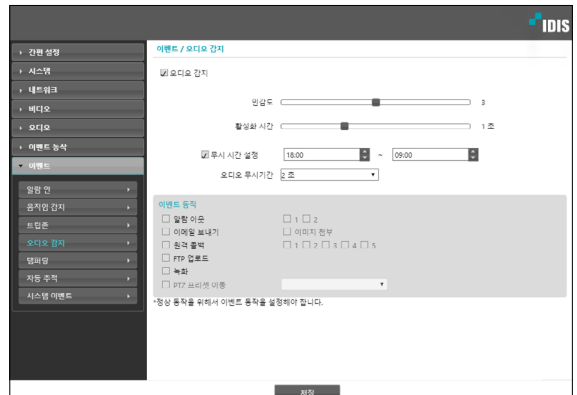 IDIS
간편 설정
시스템
네트워크
비디오
오디오
이벤트 동작
이벤트
알람 인
움직임 감지
트립존
오디오 감지
탬퍼링
자동 추적
시스템 이벤트
이벤트 / 오디오 감지
오디오 감지
민감도 3
활성화 시간 1 초
무시 시간 설정 18:00 ~ 09:00
오디오 무시기간 2 초
이벤트 동작
알람 아웃 1 2
이메일 보내기 이미지 첨부
원격 콜백 1 2 3 4 5
FTP 업로드
녹화
PTZ 프리셋 이동
*정상 동작을 위해서 이벤트 동작을 설정해야 합니다.
저장